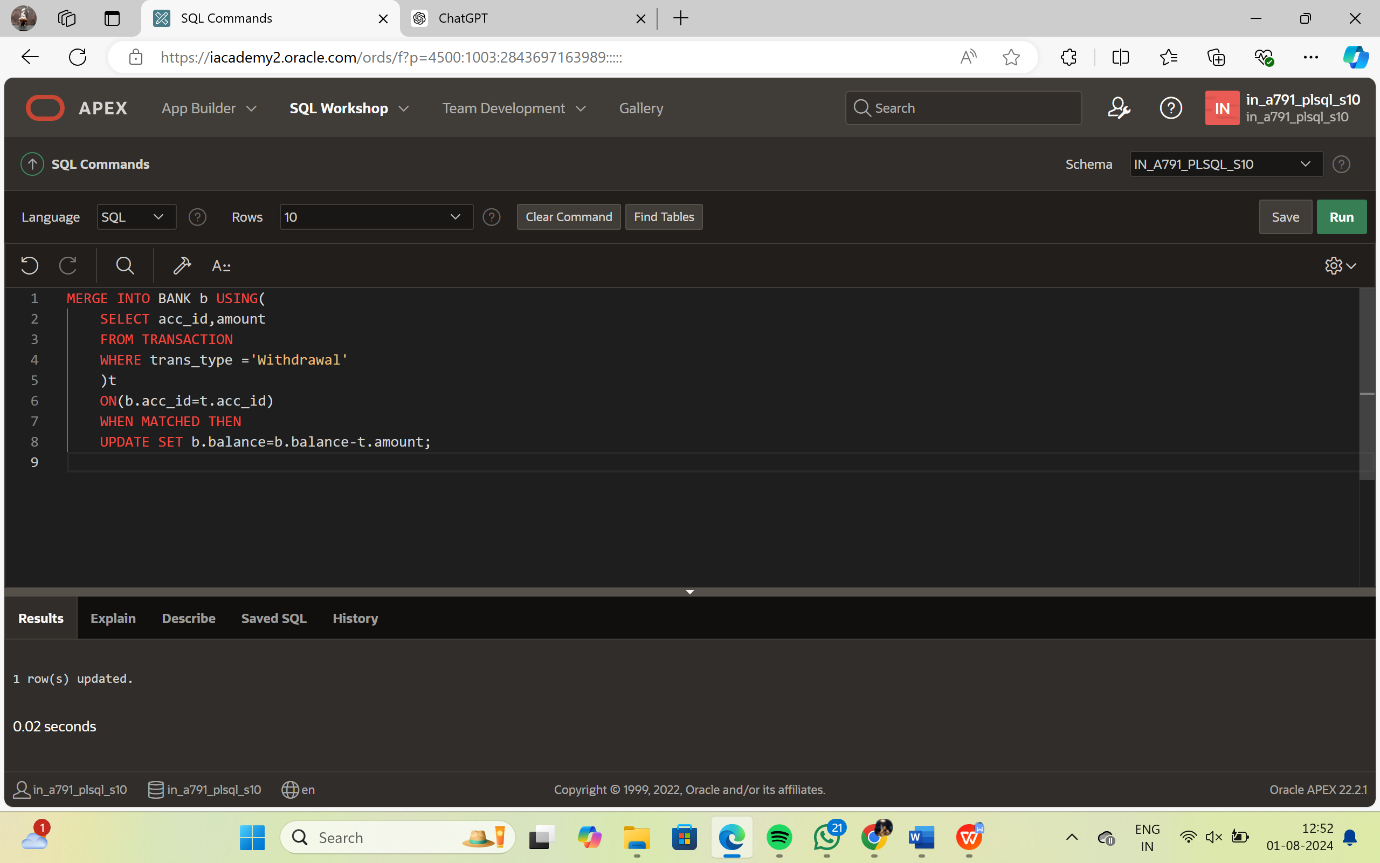 SQL Commands
ChatGPT
https://iacademy2.oracle.com/ords/f?p=4500:1003:2843697163989:::::
APEX App Builder SQL Workshop Team Development Gallery Search IN in_a791_plsql_s10
in_a791_plsql_s10
SQL Commands Schema IN_A791_PLSQL_S10
Language SQL Rows 10 Clear Command Find Tables Save Run
1 MERGE INTO BANK b USING(
2 SELECT acc_id,amount
3 FROM TRANSACTION
4 WHERE trans_type ='Withdrawal'
5 )t
6 ON(b.acc_id=t.acc_id)
7 WHEN MATCHED THEN
8 UPDATE SET b.balance=b.balance-t.amount;
9
Results Explain Describe Saved SQL History
1 row(s) updated.
0.02 seconds
in_a791_plsql_s10 in_a791_plsql_s10 en Copyright © 1999, 2022, Oracle and/or its affiliates. Oracle APEX 22.2.1
1 Search 21 ENG 12:52
IN 01-08-2024